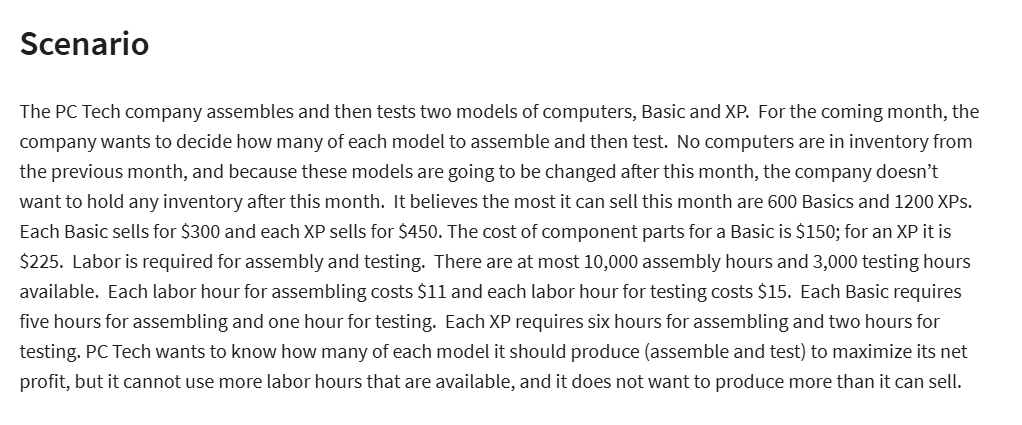 Scenario
The PC Tech company assembles and then tests two models of computers, Basic and XP.  For the coming month, the
company wants to decide how many of each model to assemble and then test.  No computers are in inventory from
the previous month, and because these models are going to be changed after this month, the company doesn’t
want to hold any inventory after this month.  It believes the most it can sell this month are 600 Basics and 1200 XPs.
Each Basic sells for $300 and each XP sells for $450. The cost of component parts for a Basic is $150; for an XP it is
$225.  Labor is required for assembly and testing.  There are at most 10,000 assembly hours and 3,000 testing hours
available.  Each labor hour for assembling costs $11 and each labor hour for testing costs $15.  Each Basic requires
five hours for assembling and one hour for testing.  Each XP requires six hours for assembling and two hours for
testing. PC Tech wants to know how many of each model it should produce (assemble and test) to maximize its net
profit, but it cannot use more labor hours that are available, and it does not want to produce more than it can sell.